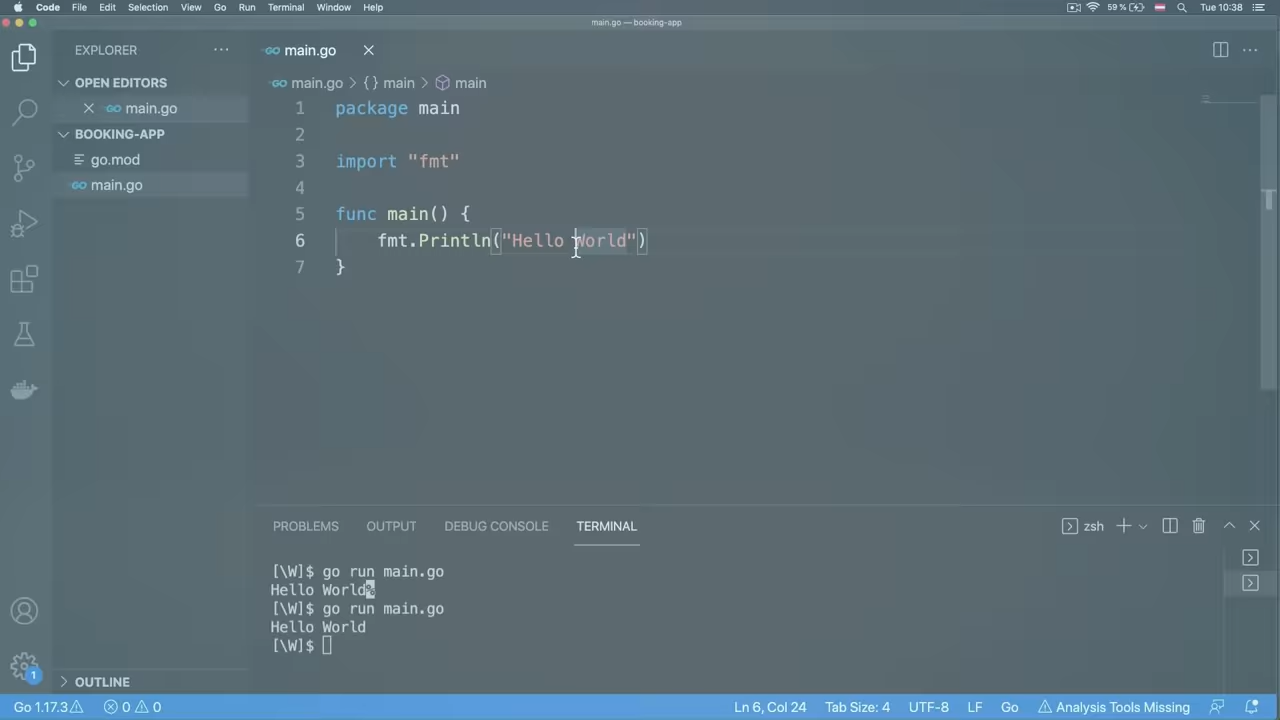 Code File Edit Selection View Go Run Terminal Window Help 59% Tue 10:38
main.go — booking-app
EXPLORER ···
main.go
OPEN EDITORS
main.go
BOOKING-APP
go.mod
main.go
OUTLINE
main.go > {} main > main
1 package main
2
3 import "fmt"
4
5 func main() {
6 fmt.Println("Hello World")
7 }
PROBLEMS OUTPUT DEBUG CONSOLE TERMINAL zsh
[\W]$ go run main.go
Hello World%
[\W]$ go run main.go
Hello World
[\W]$
1
Go 1.17.3 0 0 Ln 6, Col 24 Tab Size: 4 UTF-8 LF Go Analysis Tools Missing